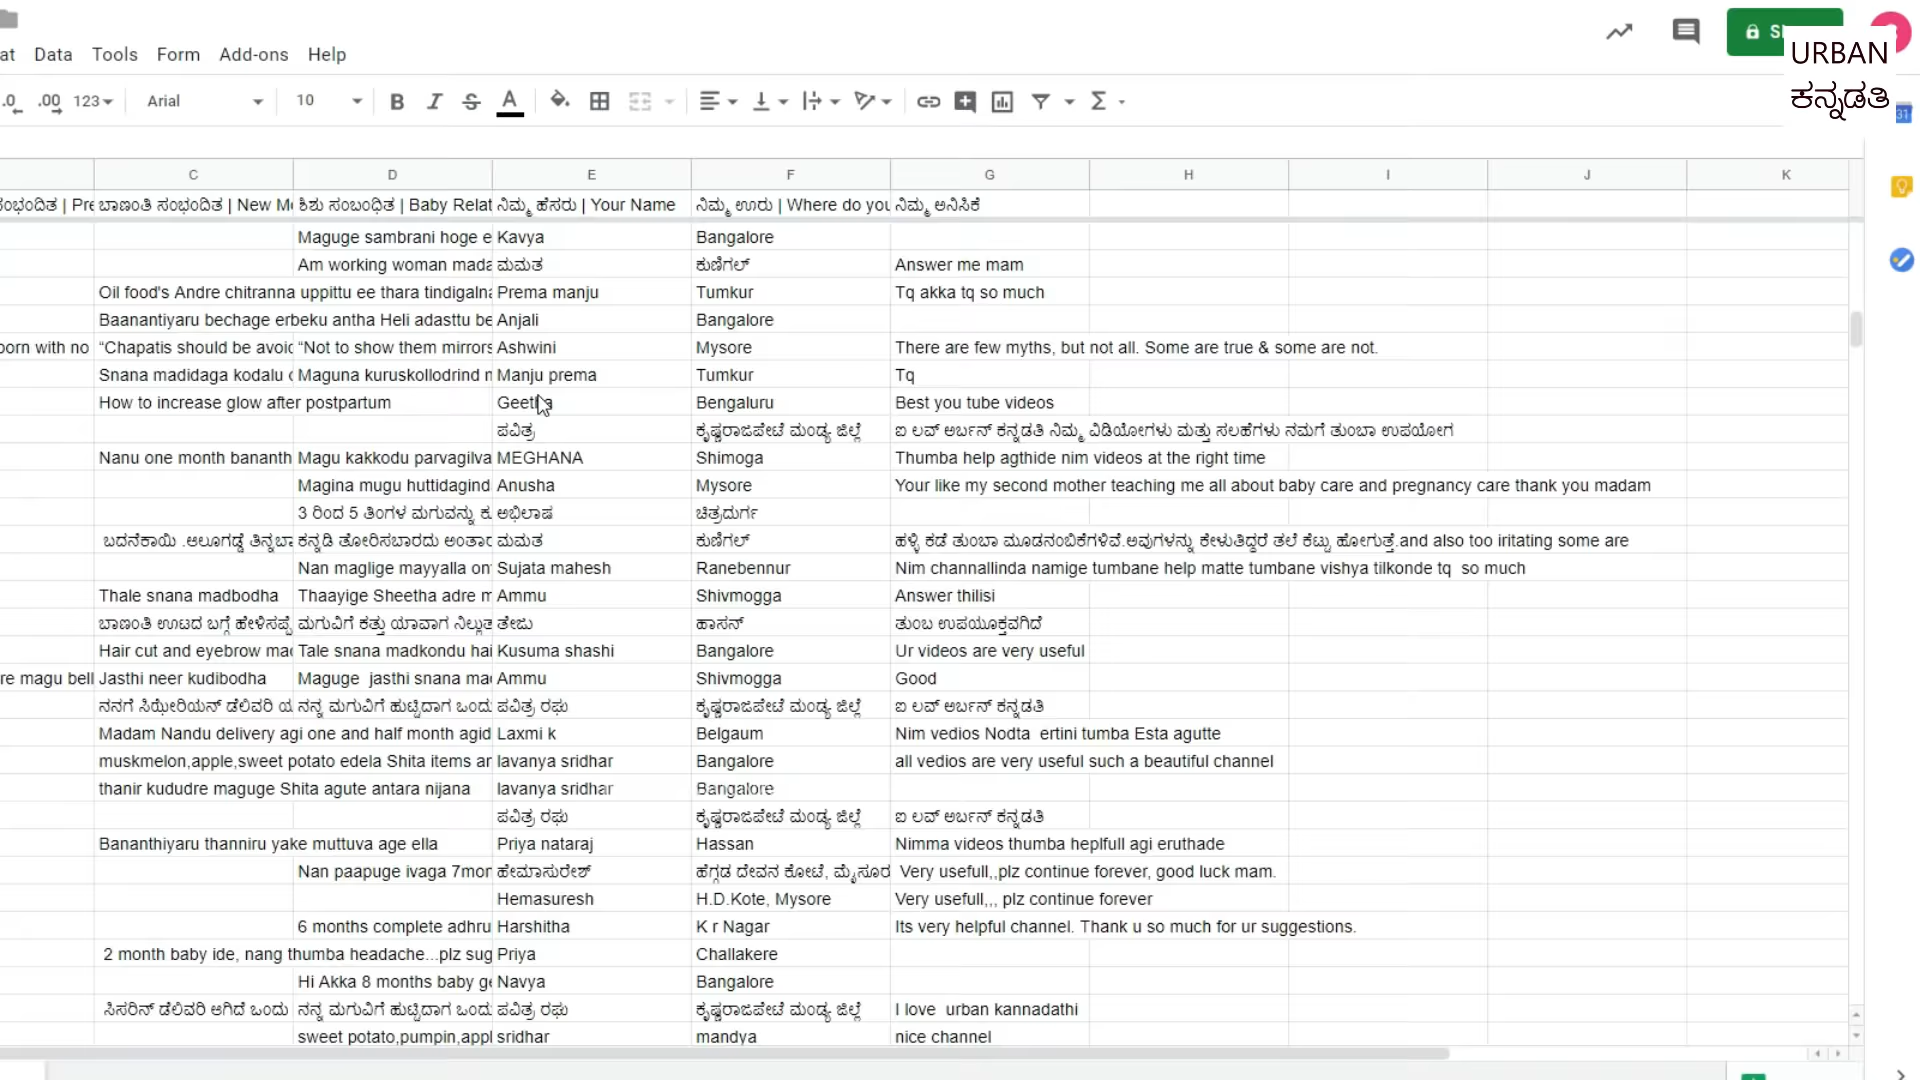 at Data Tools Form Add-ons Help
URBAN
ಕನ್ನಡತಿ
.0 .00 123 Arial 10 B I S A Σ
31
C D E F G H I J K
ಸಂಭಂದಿತ | Pre ಬಾಣಂತಿ ಸಂಭಂದಿತ | New Mo ಶಿಶು ಸಂಬಂಧಿತ | Baby Relat ನಿಮ್ಮ ಹೆಸರು | Your Name ನಿಮ್ಮ ಊರು | Where do you ನಿಮ್ಮ ಅನಿಸಿಕೆ
Maguge sambrani hoge e Kavya Bangalore
Am working woman mada ಮಮತ ಕುಣಿಗಲ್ Answer me mam
Oil food's Andre chitranna uppittu ee thara tindigalna Prema manju Tumkur Tq akka tq so much
Baanantiyaru bechage erbeku antha Heli adasttu be Anjali Bangalore
born with no “Chapatis should be avoid “Not to show them mirrors Ashwini Mysore There are few myths, but not all. Some are true & some are not.
Snana madidaga kodalu Maguna kuruskollodrind Manju prema Tumkur Tq
How to increase glow after postpartum Geetha Bengaluru Best you tube videos
ಪವಿತ್ರ ಕೃಷ್ಣರಾಜಪೇಟೆ ಮಂಡ್ಯ ಜಿಲ್ಲೆ ಐ ಲವ್ ಅರ್ಬನ್ ಕನ್ನಡತಿ ನಿಮ್ಮ ವಿಡಿಯೋಗಳು ಮತ್ತು ಸಲಹೆಗಳು ನಮಗೆ ತುಂಬಾ ಉಪಯೋಗ
Nanu one month bananth Magu kakkodu parvagilva MEGHANA Shimoga Thumba help agthide nim videos at the right time
Magina mugu huttidagind Anusha Mysore Your like my second mother teaching me all about baby care and pregnancy care thank you madam
3 ರಿಂದ 5 ತಿಂಗಳ ಮಗುವನ್ನು ಕೂ ಅಭಿಲಾಷ ಚಿತ್ರದುರ್ಗ
ಬದನೆಕಾಯಿ .ಆಲೂಗಡ್ಡೆ ತಿನ್ನಬಾ ಕನ್ನಡಿ ತೋರಿಸಬಾರದು ಅಂತಾರ ಮಮತ ಕುಣಿಗಲ್ ಹಳ್ಳಿ ಕಡೆ ತುಂಬಾ ಮೂಡನಂಬಿಕೆಗಳಿವೆ.ಅವುಗಳನ್ನು ಕೇಳುತಿದ್ದರೆ ತಲೆ ಕೆಟ್ಟು ಹೋಗುತ್ತೆ.and also too iritating some are
Nan maglige mayyalla on Sujata mahesh Ranebennur Nim channallinda namige tumbane help matte tumbane vishya tilkonde tq so much
Thale snana madbodha Thaayige Sheetha adre m Ammu Shivmogga Answer thilisi
ಬಾಣಂತಿ ಊಟದ ಬಗ್ಗೆ ಹೇಳಿಸಪ್ಲೆ ಮಗುವಿಗೆ ಕತ್ತು ಯಾವಾಗ ನಿಲ್ಲುತ ತೇಜು ಹಾಸನ್ ತುಂಬ ಉಪಯೂಕ್ತವಗಿದೆ
Hair cut and eyebrow mad Tale snana madkondu hai Kusuma shashi Bangalore Ur videos are very useful
re magu bell Jasthi neer kudibodha Maguge jasthi snana mad Ammu Shivmogga Good
ನನಗೆ ಸಿಝೇರಿಯನ್ ಡೆಲಿವರಿ ಯ ನನ್ನ ಮಗುವಿಗೆ ಹುಟ್ಟಿದಾಗ ಒಂದು ಪವಿತ್ರ ರಘು ಕೃಷ್ಣರಾಜಪೇಟೆ ಮಂಡ್ಯ ಜಿಲ್ಲೆ ಐ ಲವ್ ಅರ್ಬನ್ ಕನ್ನಡತಿ
Madam Nandu delivery agi one and half month agid Laxmi k Belgaum Nim vedios Nodta ertini tumba Esta agutte
muskmelon,apple,sweet potato edela Shita items ar lavanya sridhar Bangalore all vedios are very useful such a beautiful channel
thanir kududre maguge Shita agute antara nijana lavanya sridhar Bangalore
ಪವಿತ್ರ ರಘು ಕೃಷ್ಣರಾಜಪೇಟೆ ಮಂಡ್ಯ ಜಿಲ್ಲೆ ಐ ಲವ್ ಅರ್ಬನ್ ಕನ್ನಡತಿ
Bananthiyaru thanniru yake muttuva age ella Priya nataraj Hassan Nimma videos thumba heplfull agi eruthade
Nan paapuge ivaga 7mon ಹೇಮಾಸುರೇಶ್ ಹೆಗ್ಗಡ ದೇವನ ಕೋಟೆ, ಮೈಸೂರ Very usefull,,plz continue forever, good luck mam.
Hemasuresh H.D.Kote, Mysore Very usefull,,, plz continue forever
6 months complete adhru Harshitha K r Nagar Its very helpful channel. Thank u so much for ur suggestions.
2 month baby ide, nang thumba headache...plz sug Priya Challakere
Hi Akka 8 months baby ge Navya Bangalore
ಸಿಸರಿನ್ ಡೆಲಿವರಿ ಆಗಿದೆ ಒಂದು ನನ್ನ ಮಗುವಿಗೆ ಹುಟ್ಟಿದಾಗ ಒಂದು ಪವಿತ್ರ ರಘು ಕೃಷ್ಣರಾಜಪೇಟೆ ಮಂಡ್ಯ ಜಿಲ್ಲೆ I love urban kannadathi
sweet potato,pumpin,appl sridhar mandya nice channel